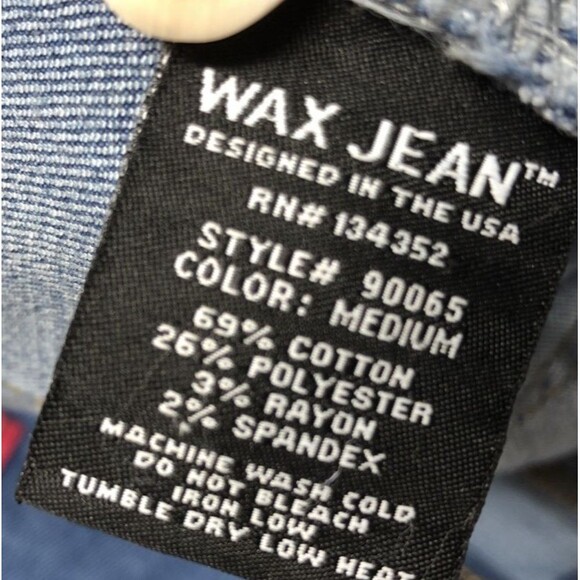 WAX JEAN™
DESIGNED IN THE USA
RN# 134352
STYLE# 90065
COLOR: MEDIUM
69% COTTON
26% POLYESTER
3% RAYON
2% SPANDEX
MACHINE WASH COLD
DO NOT BLEACH
IRON LOW
TUMBLE DRY LOW HEAT